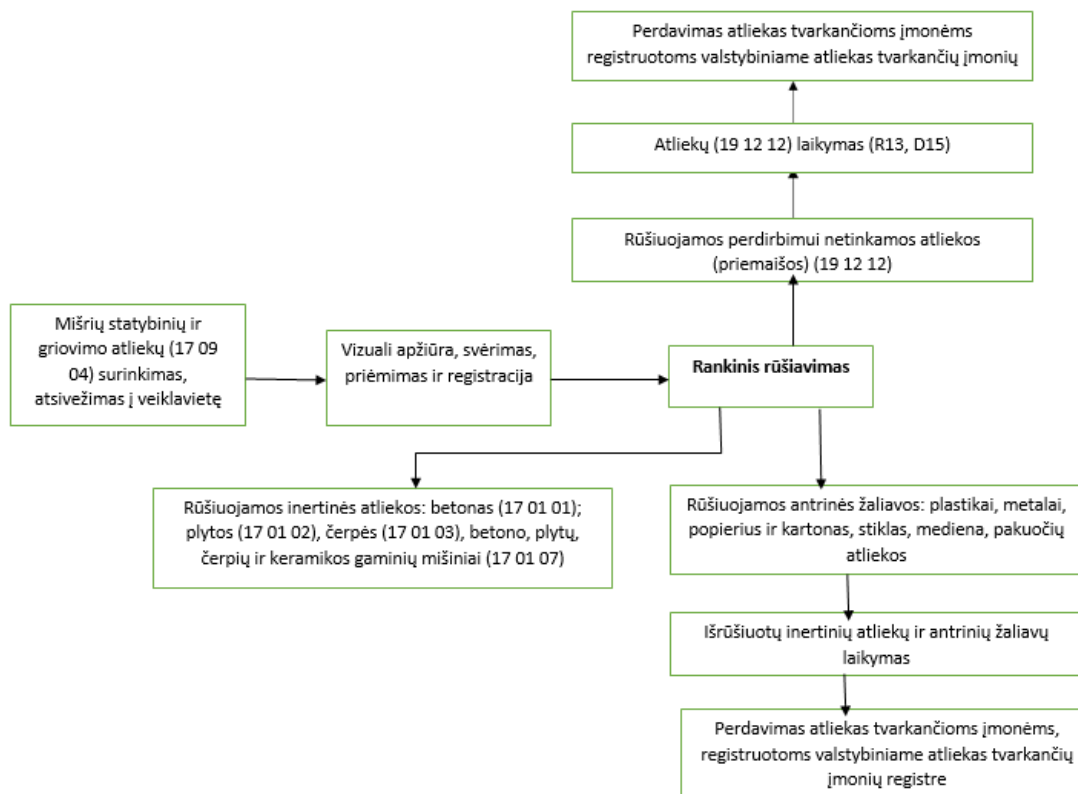 Perdavimas atliekas tvarkančioms įmonėms
registruotoms valstybiniame atliekas tvarkančių įmonių
Atliekų (19 12 12) laikymas (R13, D15)
Rūšiuojamos perdirbimui netinkamos atliekos
(priemaišos) (19 12 12)
Mišrių statybinių ir
griovimo atliekų (17 09
04) surinkimas,
atsivežimas į veiklavietę
Vizuali apžiūra, svėrimas,
priėmimas ir registracija
Rankinis rūšiavimas
Rūšiuojamos inertinės atliekos: betonas (17 01 01);
plytos (17 01 02), čerpės (17 01 03), betono, plytų,
čerpių ir keramikos gaminių mišiniai (17 01 07)
Rūšiuojamos antrinės žaliavos: plastikai, metalai,
popierius ir kartonas, stiklas, mediena, pakuočių
atliekos
Išrūšiuotų inertinių atliekų ir antrinių žaliavų
laikymas
Perdavimas atliekas tvarkančioms įmonėms,
registruotoms valstybiniame atliekas tvarkančių
įmonių registre